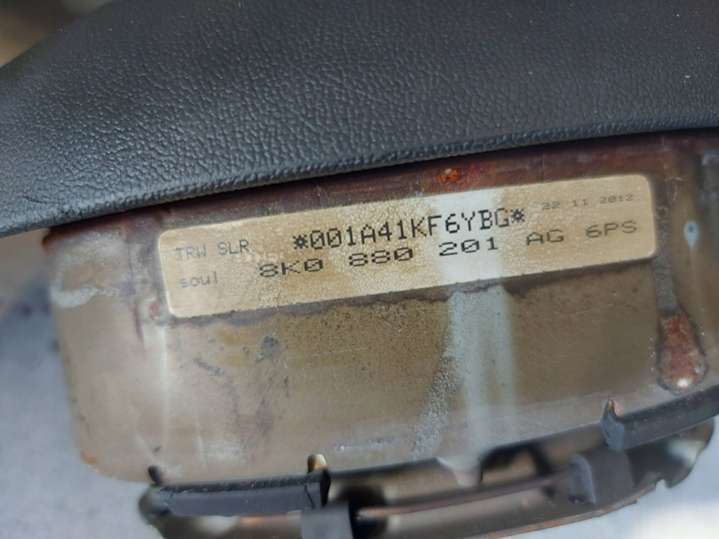 TRW SLR *001A41KF6YBG* 22 11 2012
soul 8K0 880 201 AG 6PS